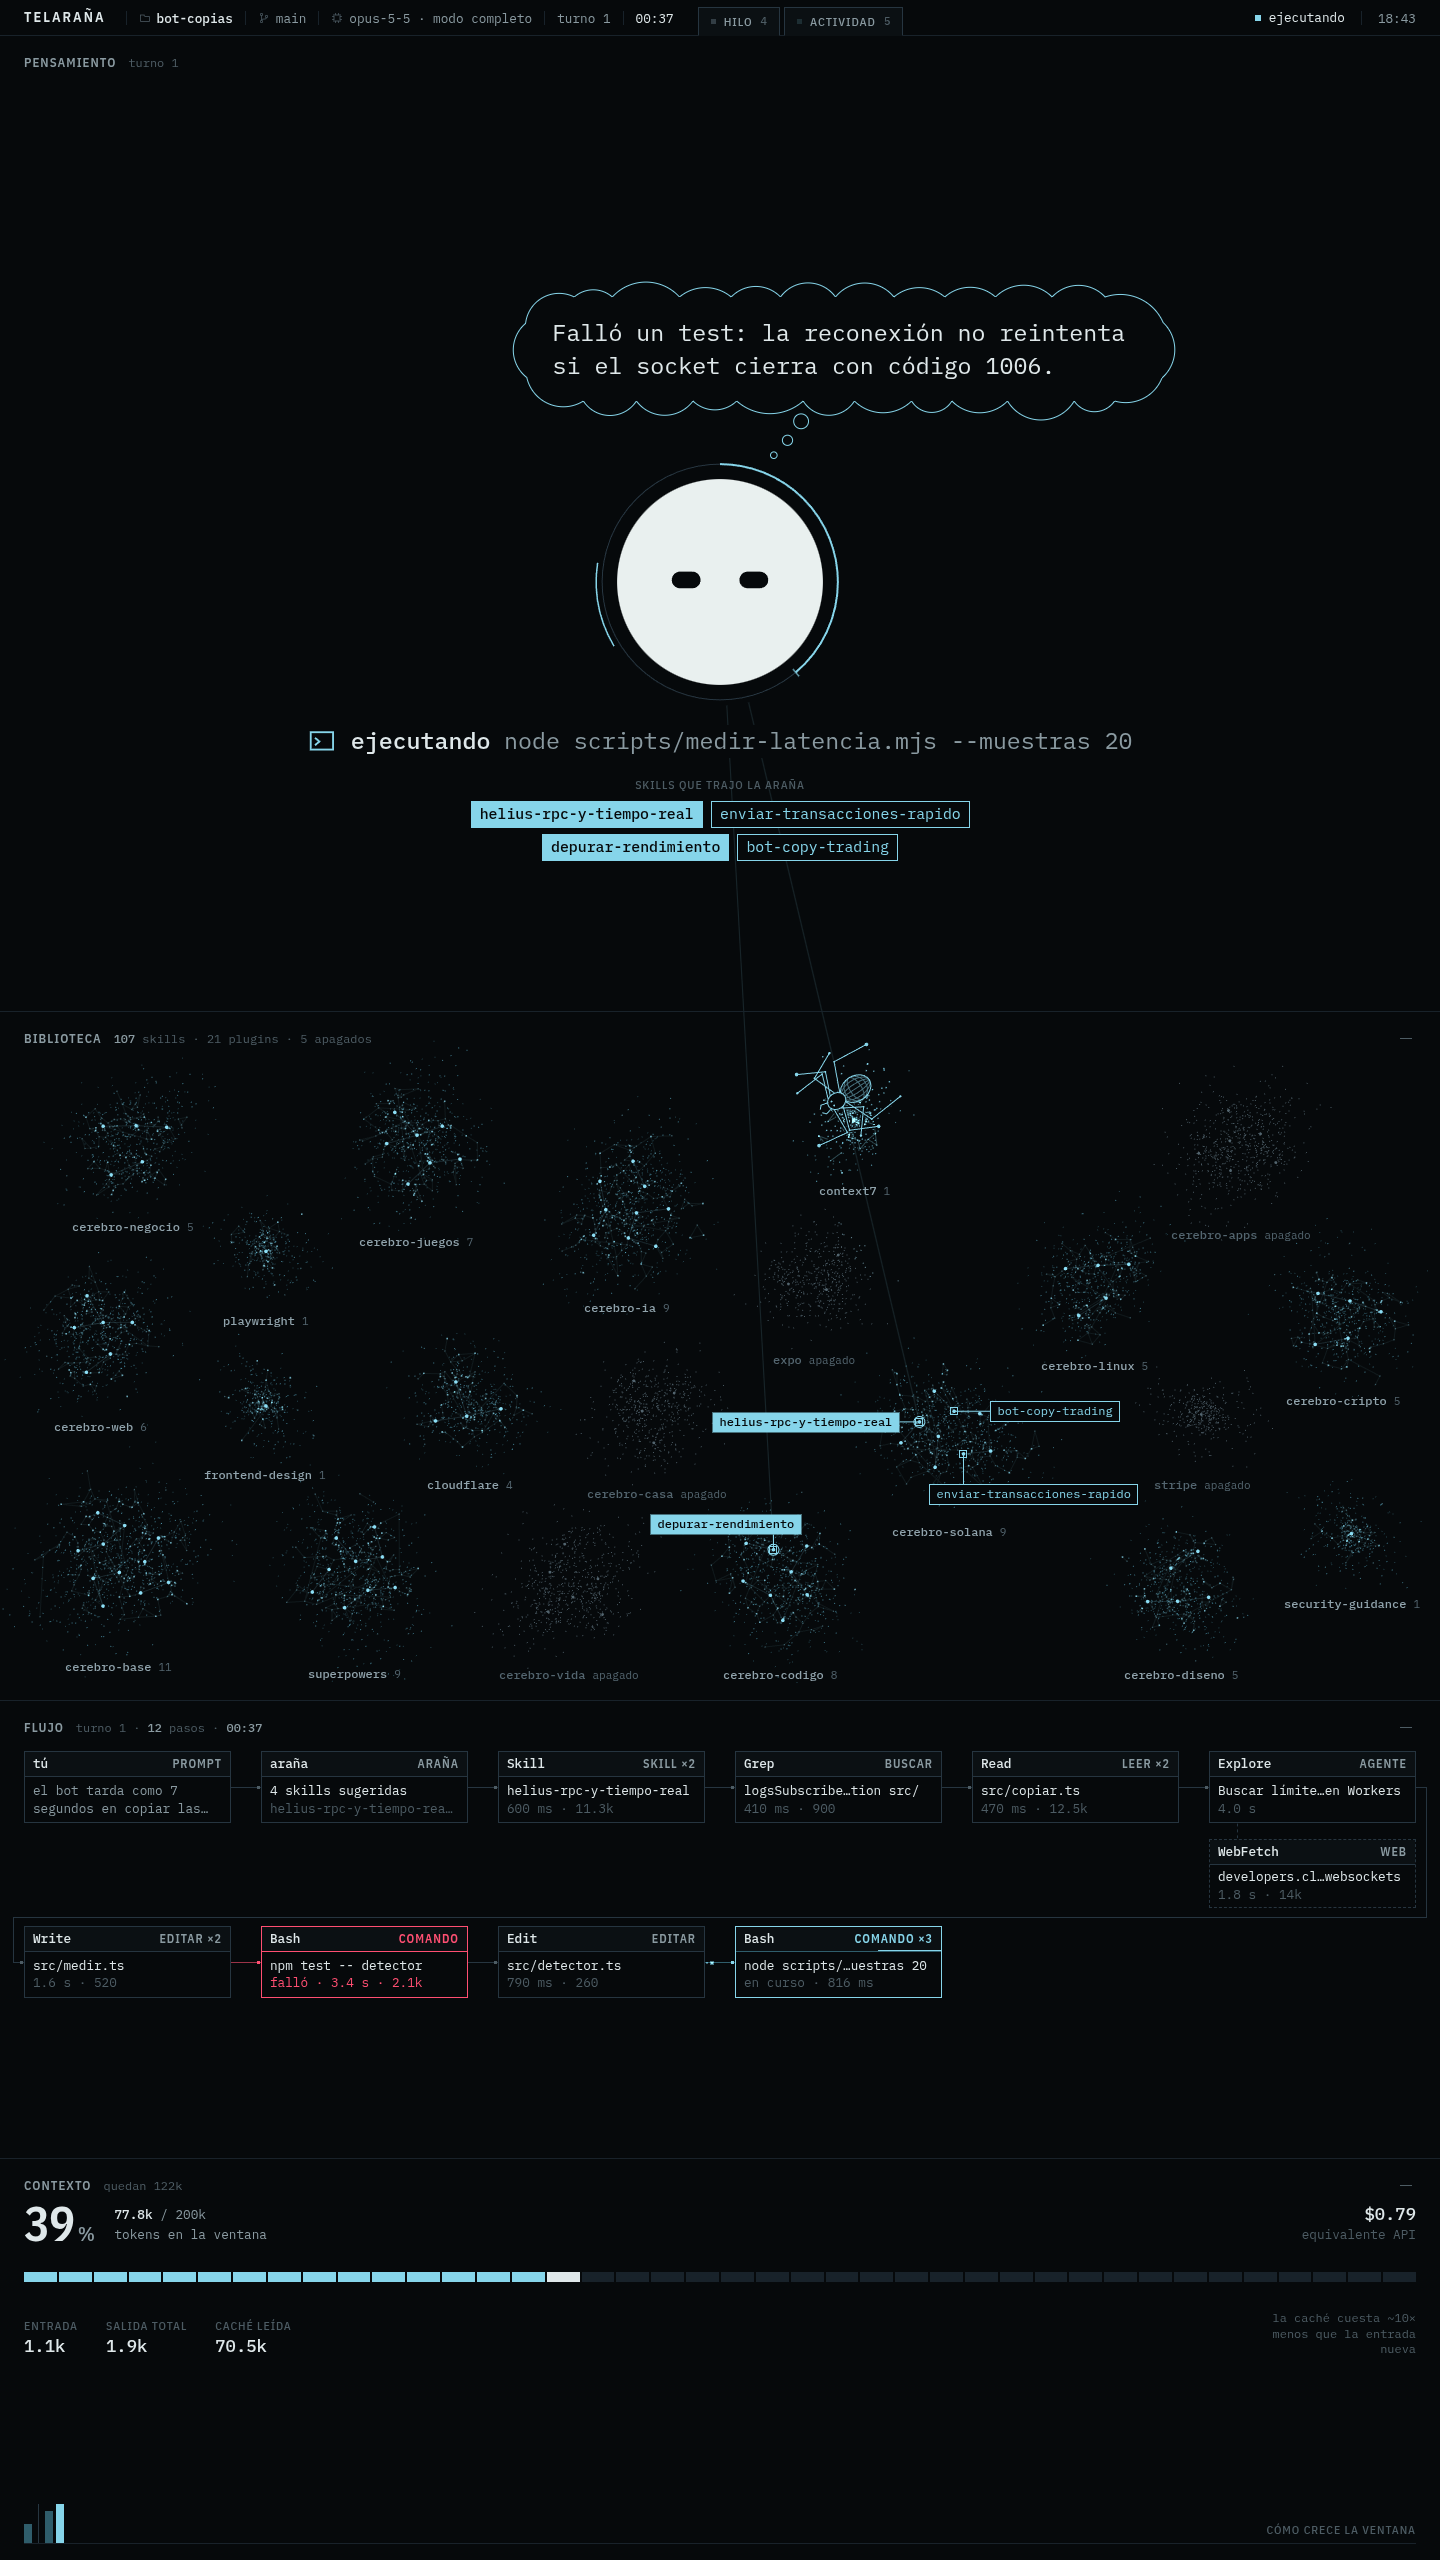 TELARAÑA bot-copias main opus-5-5 · modo completo turno 1 00:37 HILO 4 ACTIVIDAD 5 ejecutando 18:43
PENSAMIENTO turno 1
Falló un test: la reconexión no reintenta
si el socket cierra con código 1006.
ejecutando node scripts/medir-latencia.mjs --muestras 20
SKILLS QUE TRAJO LA ARAÑA
helius-rpc-y-tiempo-real enviar-transacciones-rapido
depurar-rendimiento bot-copy-trading
BIBLIOTECA 107 skills · 21 plugins · 5 apagados
context7 1
cerebro-negocio 5
cerebro-juegos 7
cerebro-apps apagado
cerebro-ia 9
playwright 1
expo apagado
cerebro-linux 5
cerebro-cripto 5
bot-copy-trading
helius-rpc-y-tiempo-real
cerebro-web 6
frontend-design 1
cloudflare 4
cerebro-casa apagado
stripe apagado
enviar-transacciones-rapido
depurar-rendimiento
cerebro-solana 9
security-guidance 1
cerebro-base 11
superpowers 9
cerebro-vida apagado
cerebro-codigo 8
cerebro-diseno 5
FLUJO turno 1 · 12 pasos · 00:37
tú PROMPT
el bot tarda como 7
segundos en copiar las…
araña ARAÑA
4 skills sugeridas
helius-rpc-y-tiempo-rea…
Skill SKILL ×2
helius-rpc-y-tiempo-real
600 ms · 11.3k
Grep BUSCAR
logsSubscribe…tion src/
410 ms · 900
Read LEER ×2
src/copiar.ts
470 ms · 12.5k
Explore AGENTE
Buscar límite…en Workers
4.0 s
WebFetch WEB
developers.cl…websockets
1.8 s · 14k
Write EDITAR ×2
src/medir.ts
1.6 s · 520
Bash COMANDO
npm test -- detector
falló · 3.4 s · 2.1k
Edit EDITAR
src/detector.ts
790 ms · 260
Bash COMANDO ×3
node scripts/…uestras 20
en curso · 816 ms
CONTEXTO quedan 122k
39 %
77.8k / 200k
tokens en la ventana
$0.79
equivalente API
ENTRADA
1.1k
SALIDA TOTAL
1.9k
CACHÉ LEÍDA
70.5k
la caché cuesta ~10×
menos que la entrada
nueva
CÓMO CRECE LA VENTANA